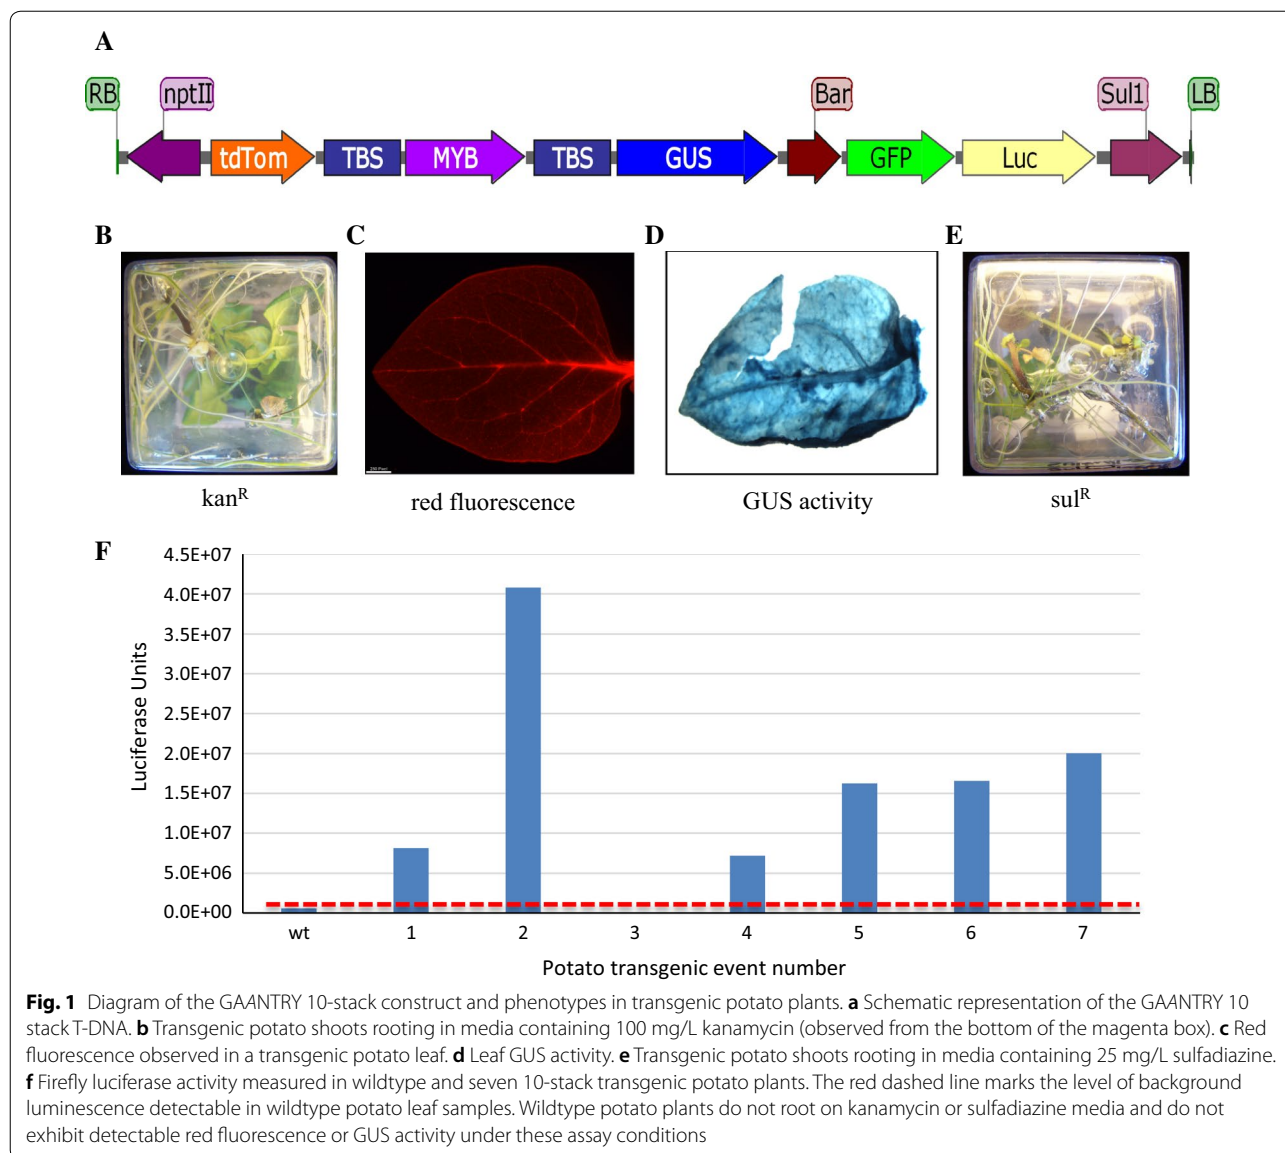 A
RB nptII Bar Sul1 LB
tdTom TBS MYB TBS GUS GFP Luc
B C D E
kanR red fluorescence GUS activity sulR
F
Luciferase Units
4.5E+07
4.0E+07
3.5E+07
3.0E+07
2.5E+07
2.0E+07
1.5E+07
1.0E+07
5.0E+06
0.0E+00
wt 1 2 3 4 5 6 7
Potato transgenic event number
Fig. 1 Diagram of the GAANTRY 10-stack construct and phenotypes in transgenic potato plants. a Schematic representation of the GAANTRY 10
stack T-DNA. b Transgenic potato shoots rooting in media containing 100 mg/L kanamycin (observed from the bottom of the magenta box). c Red
fluorescence observed in a transgenic potato leaf. d Leaf GUS activity. e Transgenic potato shoots rooting in media containing 25 mg/L sulfadiazine.
f Firefly luciferase activity measured in wildtype and seven 10-stack transgenic potato plants. The red dashed line marks the level of background
luminescence detectable in wildtype potato leaf samples. Wildtype potato plants do not root on kanamycin or sulfadiazine media and do not
exhibit detectable red fluorescence or GUS activity under these assay conditions